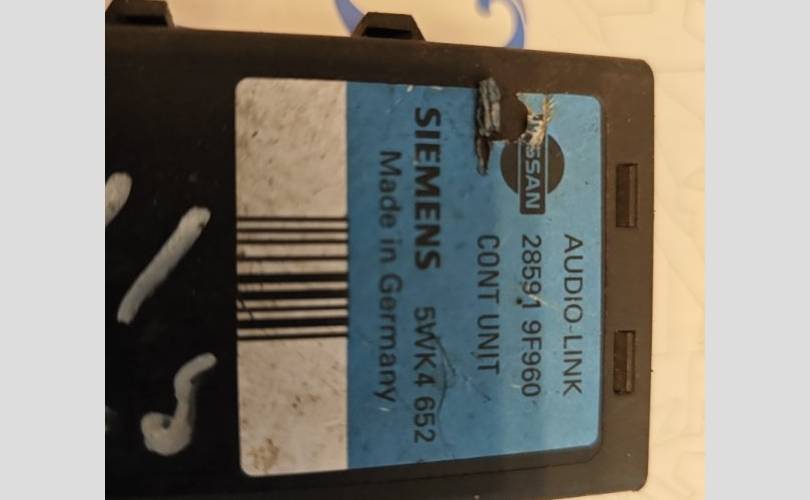 AUDIO-LINK
NISSAN 28591 9F960
CONT UNIT
SIEMENS 5WK4 652
Made in Germany